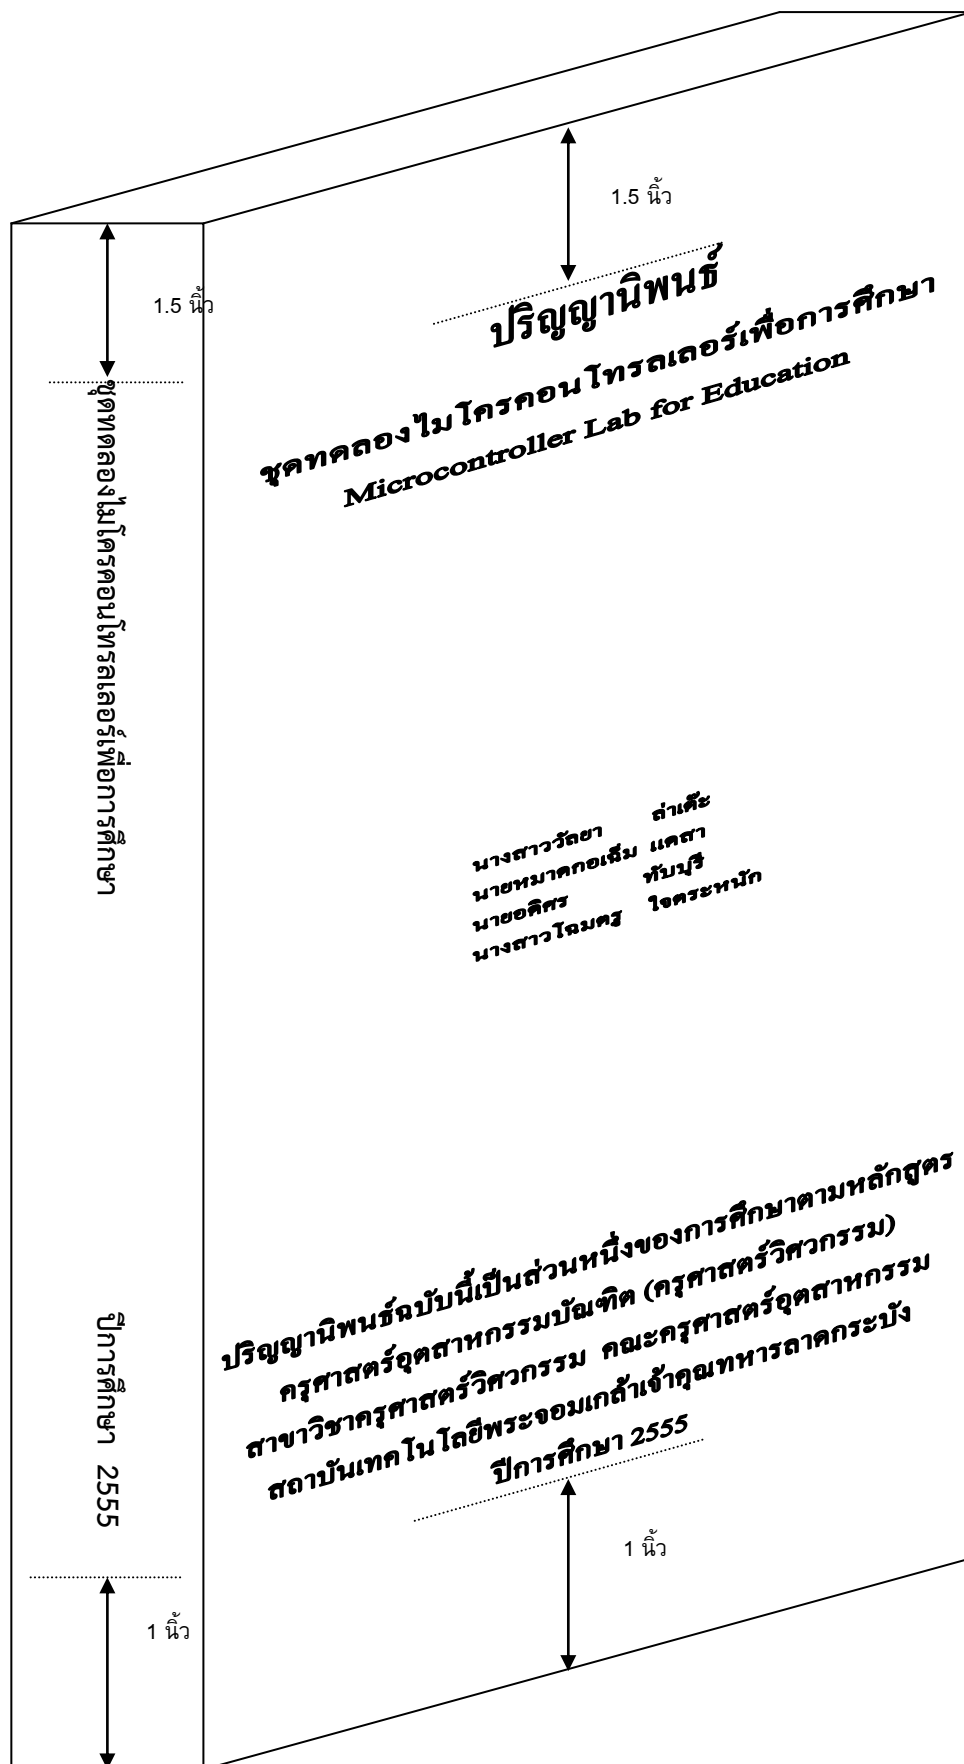 1.5 นิ้ว
1.5 นิ้ว
ปริญญานิพนธ์
ชุดทดลองไมโครคอนโทรลเลอร์เพื่อการศึกษา
Microcontroller Lab for Education
ชุดทดลองไมโครคอนโทรลเลอร์เพื่อการศึกษา
นางสาววัลยา ล่าเต๊ะ
นายหมาดกอเฉ็ม แดสา
นายอดิศร ทับบุรี
นางสาวโฉมตรู ใจตระหนัก
ปริญญานิพนธ์ฉบับนี้เป็นส่วนหนึ่งของการศึกษาตามหลักสูตร
ครุศาสตร์อุตสาหกรรมบัณฑิต (ครุศาสตร์วิศวกรรม)
สาขาวิชาครุศาสตร์วิศวกรรม คณะครุศาสตร์อุตสาหกรรม
สถาบันเทคโนโลยีพระจอมเกล้าเจ้าคุณทหารลาดกระบัง
ปีการศึกษา 2555
ปีการศึกษา 2555
1 นิ้ว
1 นิ้ว